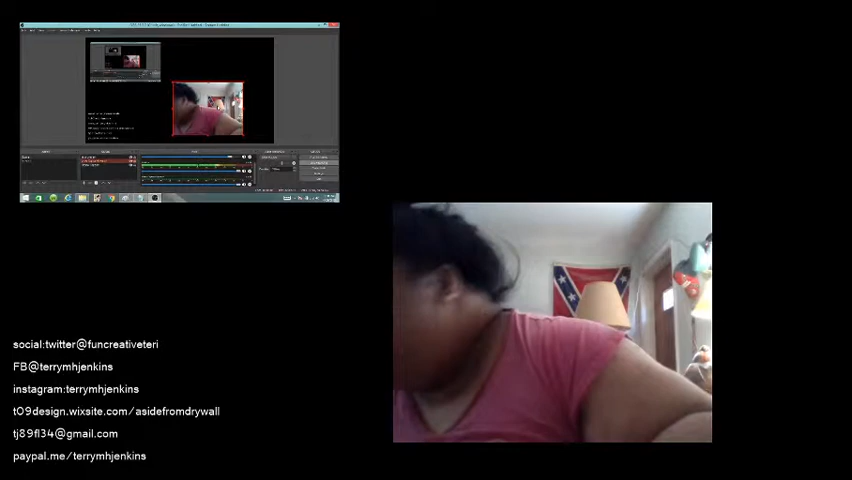 social:twitter@funcreativeteri
FB@terrymhjenkins
instagram:terrymhjenkins
t09design.wixsite.com/asidefromdrywall
tj89fl34@gmail.com
paypal.me/terrymhjenkins